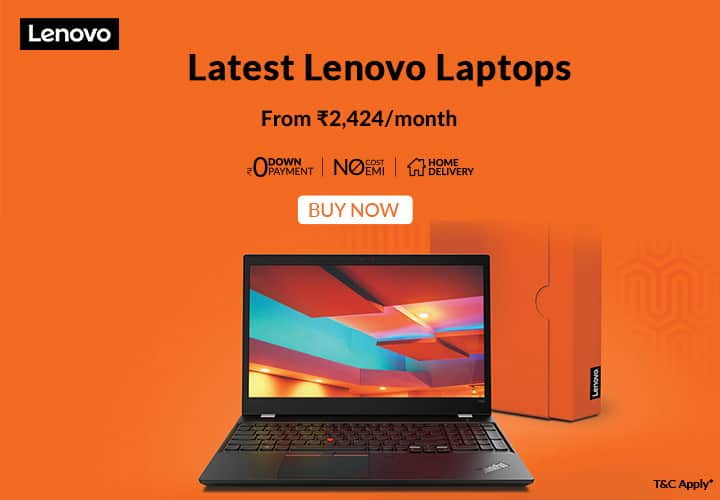 Lenovo
Latest Lenovo Laptops
From ₹2,424/month
₹0 DOWN PAYMENT
NO COST EMI
HOME DELIVERY
BUY NOW
Lenovo
ThinkPad
T&C Apply*